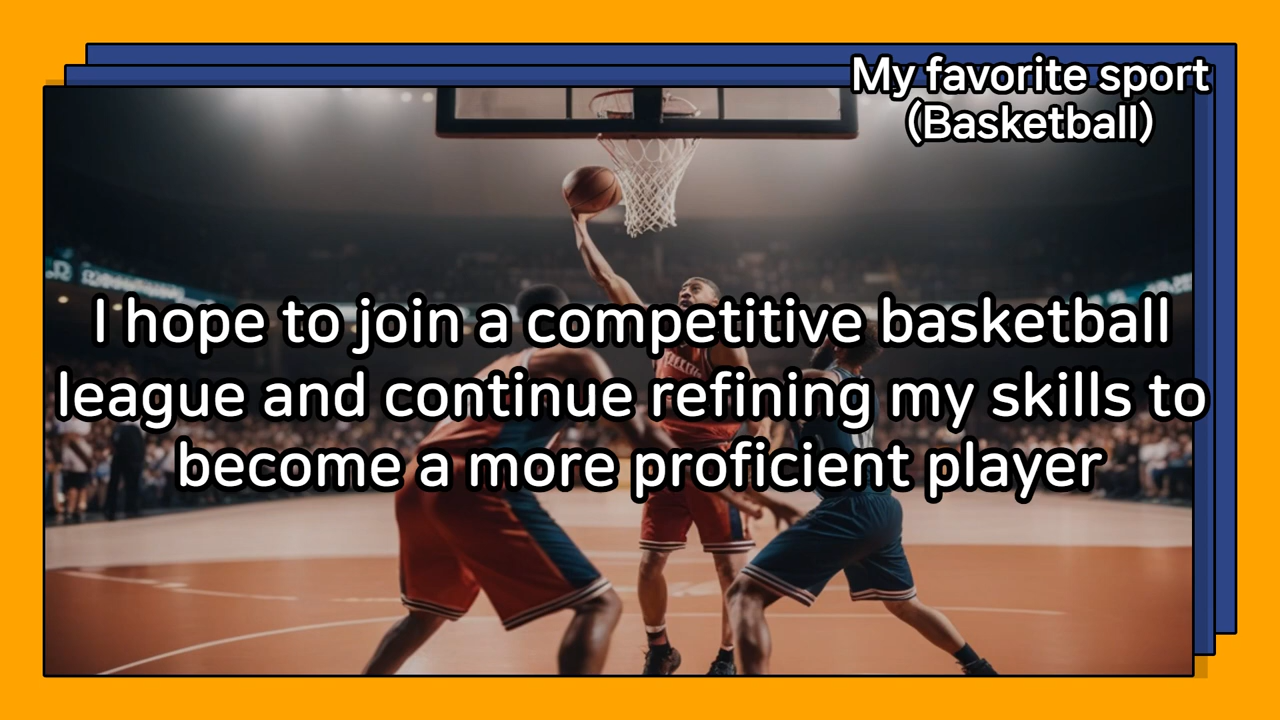 My favorite sport
(Basketball)
I hope to join a competitive basketball
league and continue refining my skills to
become a more proficient player